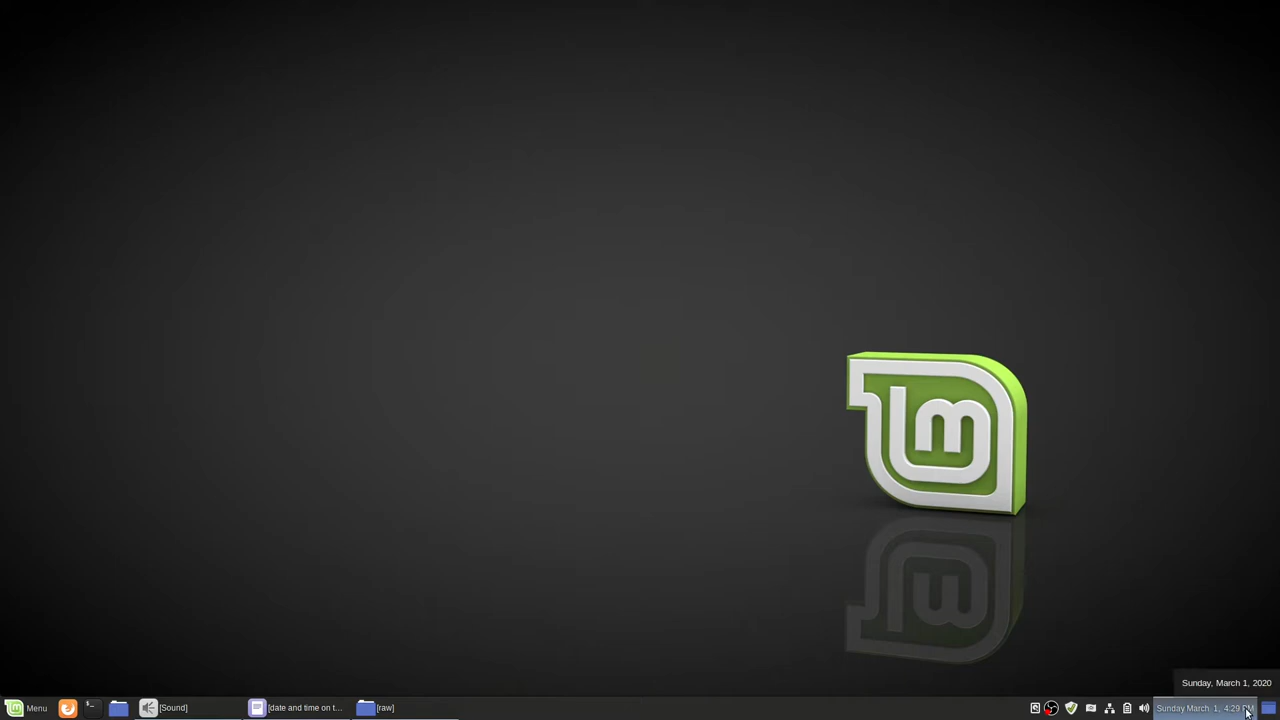 Sunday, March 1, 2020
Menu
[Sound]
[date and time on t...
[raw]
Sunday March 1, 4:29 PM